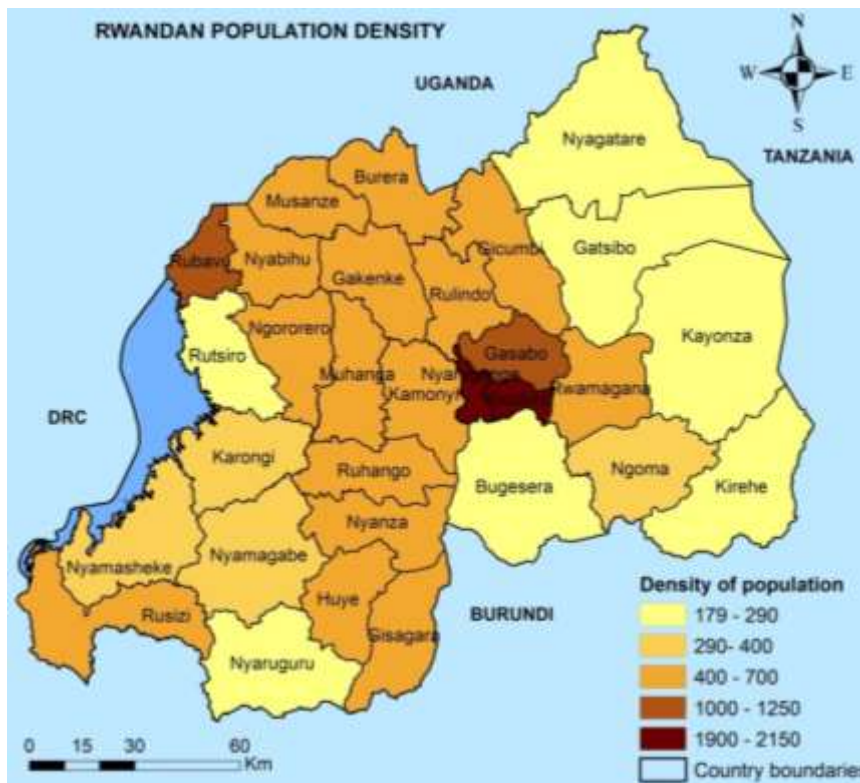 RWANDAN POPULATION DENSITY
N
W E
S
UGANDA
TANZANIA
Nyagatare
Burera
Musanze
Gicumbi
Gatsibo
Rubavu
Nyabihu
Gakenke
Rulindo
Kayonza
Ngororero
Gasabo
Rutsiro
Muhanga
Kamonyi
Rwamagana
DRC
Karongi
Ruhango
Ngoma
Bugesera
Kirehe
Nyanza
Nyamagabe
Nyamasheke
Huye
Rusizi
Gisagara
BURUNDI
Nyaruguru
Density of population
179 - 290
290- 400
400 - 700
1000 - 1250
1900 - 2150
Country boundaries
0 15 30 60
Km